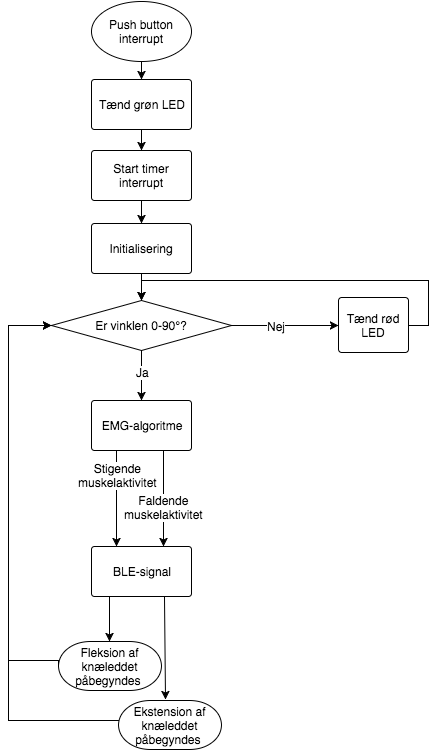 Push button
interrupt
Tænd grøn LED
Start timer
interrupt
Initialisering
Er vinklen 0-90°?
Nej
Tænd rød
LED
Ja
EMG-algoritme
Stigende
muskelaktivitet
Faldende
muskelaktivitet
BLE-signal
Fleksion af
knæleddet
påbegyndes
Ekstension af
knæleddet
påbegyndes